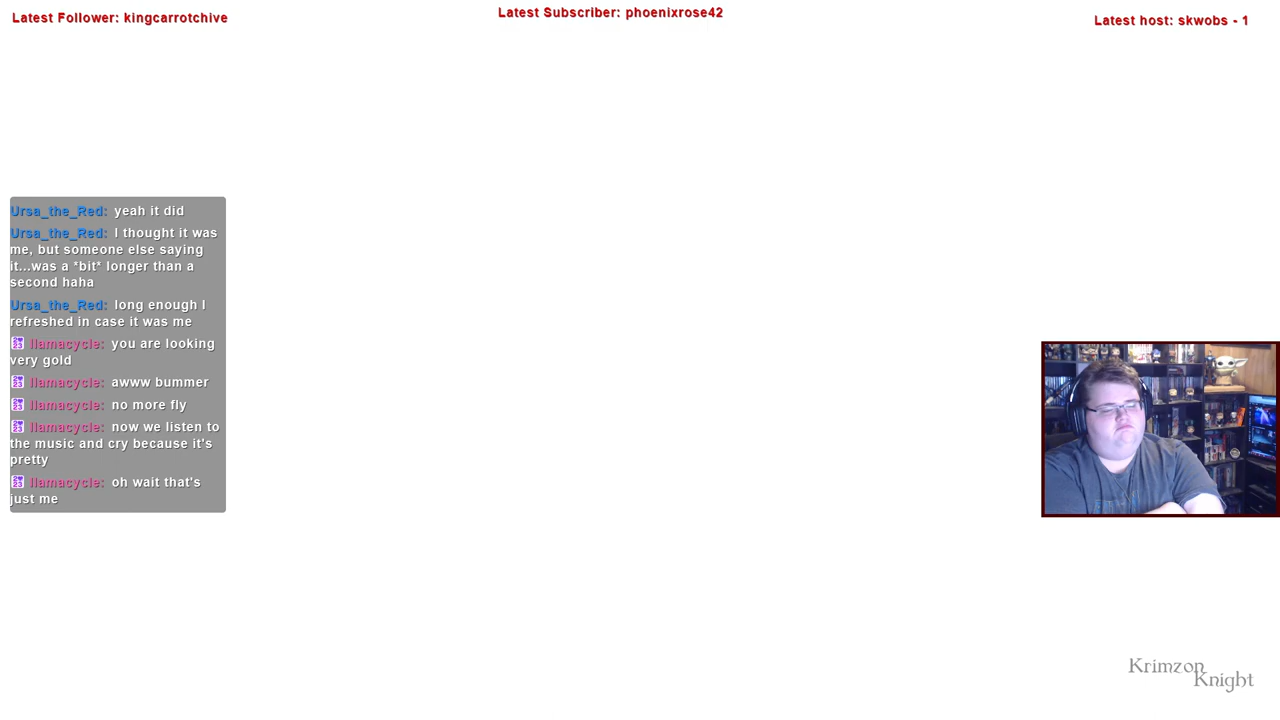 Latest Follower: kingcarrotchive
Latest Subscriber: phoenixrose42
Latest host: skwobs - 1
Ursa_the_Red: yeah it did
Ursa_the_Red: I thought it was
me, but someone else saying
it...was a *bit* longer than a
second haha
Ursa_the_Red: long enough I
refreshed in case it was me
llamacycle: you are looking
very gold
llamacycle: awww bummer
llamacycle: no more fly
llamacycle: now we listen to
the music and cry because it's
pretty
llamacycle: oh wait that's
just me
Krimzon
Knight